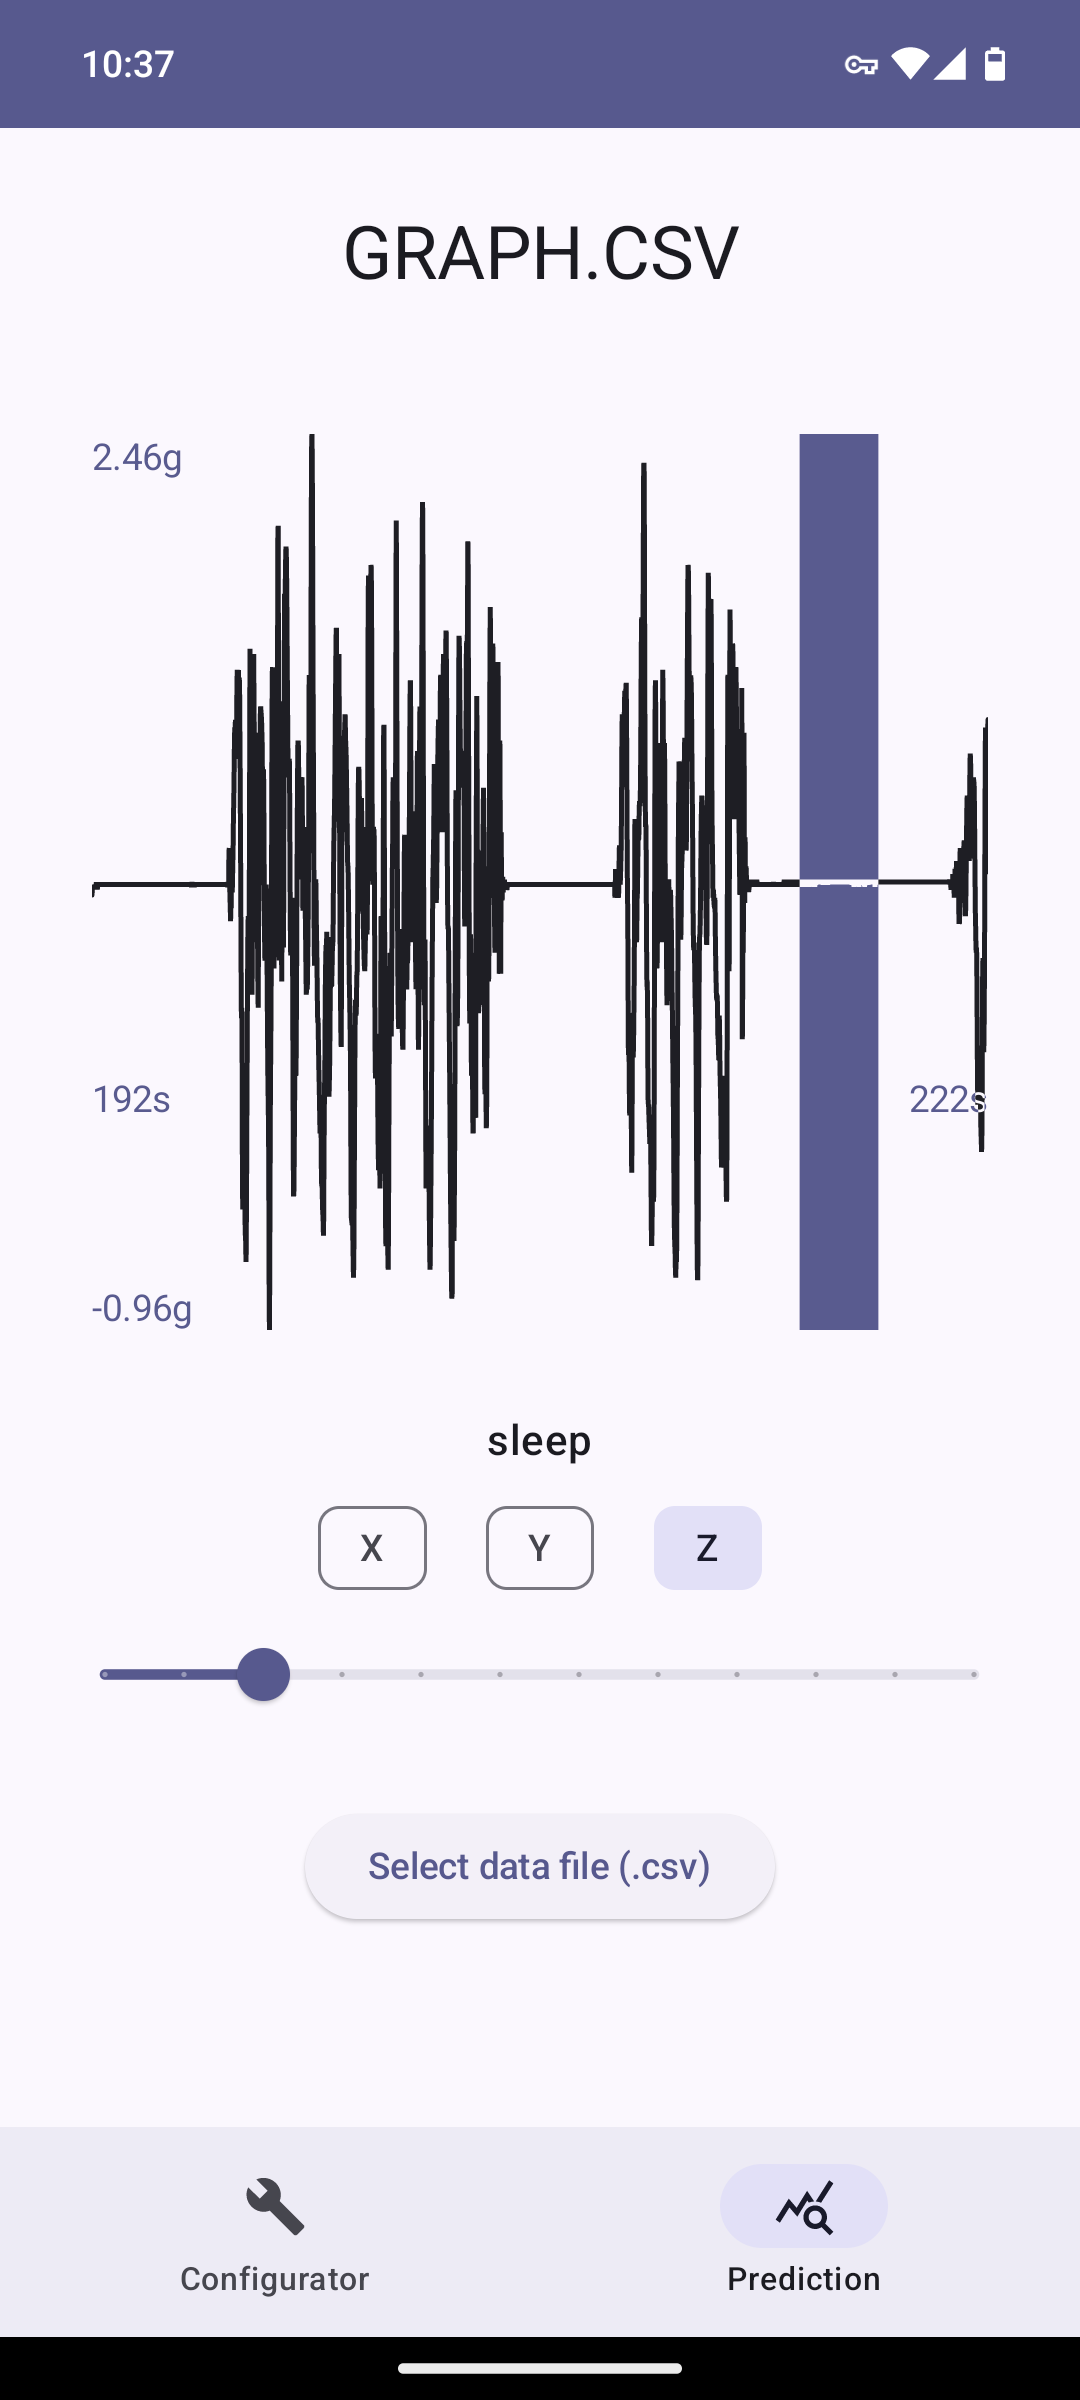 10:37
GRAPH.CSV
2.46g
192s
222s
-0.96g
sleep
X
Y
Z
Select data file (.csv)
Configurator
Prediction